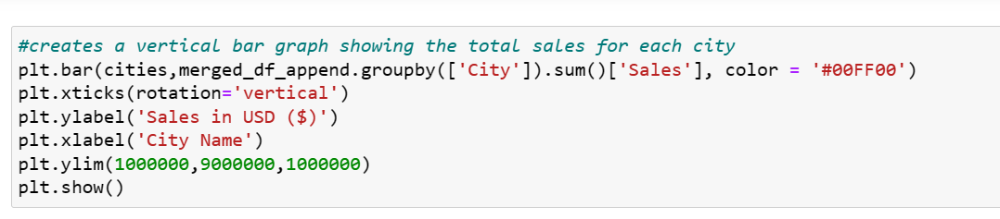 #creates a vertical bar graph showing the total sales for each city
plt.bar(cities,merged_df_append.groupby(['City']).sum()['Sales'], color = '#00FF00')
plt.xticks(rotation='vertical')
plt.ylabel('Sales in USD ($)')
plt.xlabel('City Name')
plt.ylim(1000000,9000000,1000000)
plt.show()